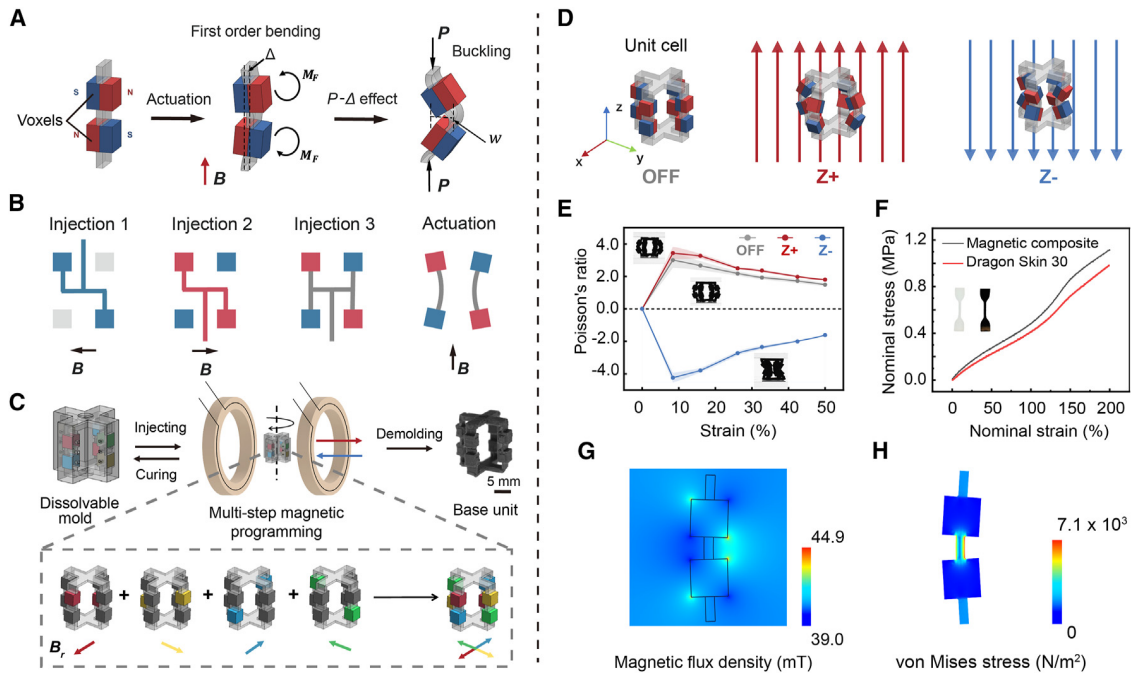 A
First order bending
Δ
P
Buckling
S
N
M_F
Voxels
Actuation
P-Δ effect
N
S
M_F
w
B
P
B
Injection 1
Injection 2
Injection 3
Actuation
B
B
B
C
Injecting
Curing
Demolding
5 mm
Dissolvable
mold
Multi-step magnetic
programming
Base unit
+
+
+
B_r
D
Unit cell
z
x
y
OFF
Z+
Z-
E
OFF
Z+
Z-
Poisson's ratio
4.0
2.0
0.0
-2.0
-4.0
0
10
20
30
40
50
Strain (%)
F
Nominal stress (MPa)
Magnetic composite
Dragon Skin 30
1.2
0.8
0.4
0.0
0
50
100
150
200
Nominal strain (%)
G
44.9
39.0
Magnetic flux density (mT)
H
7.1 x 10³
0
von Mises stress (N/m²)